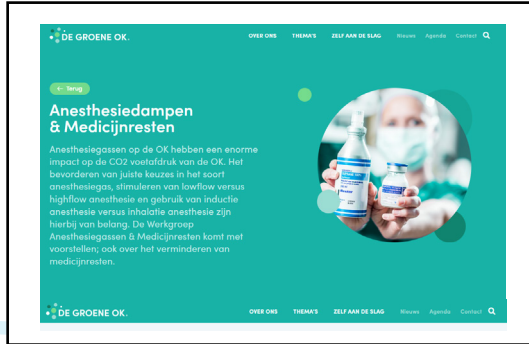 DE GROENE OK.
OVER ONS THEMA'S ZELF AAN DE SLAG Nieuws Agenda Contact
← Terug
Anesthesiedampen
& Medicijnresten
Anesthesiegassen op de OK hebben een enorme
impact op de CO2 voetafdruk van de OK. Het
bevorderen van juiste keuzes in het soort
anesthesiegas, stimuleren van lowflow versus
highflow anesthesie en gebruik van inductie
anesthesie versus inhalatie anesthesie zijn
hierbij van belang. De Werkgroep
Anesthesiegassen & Medicijnresten komt met
voorstellen; ook over het verminderen van
medicijnresten.
DE GROENE OK.
OVER ONS THEMA'S ZELF AAN DE SLAG Nieuws Agenda Contact